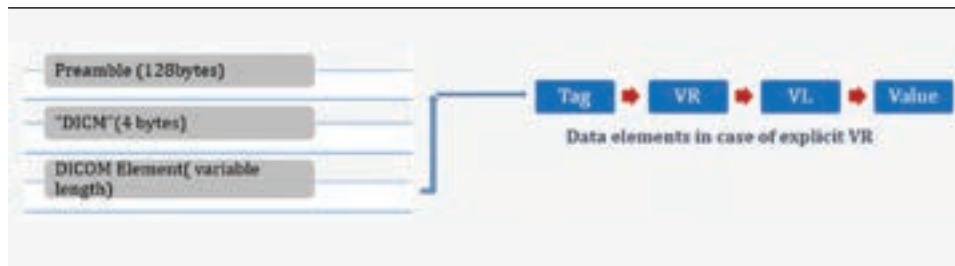 Preamble (128bytes)
"DICM"(4 bytes)
DICOM Element( variable
length)
Tag
VR
VL
Value
Data elements in case of explicit VR